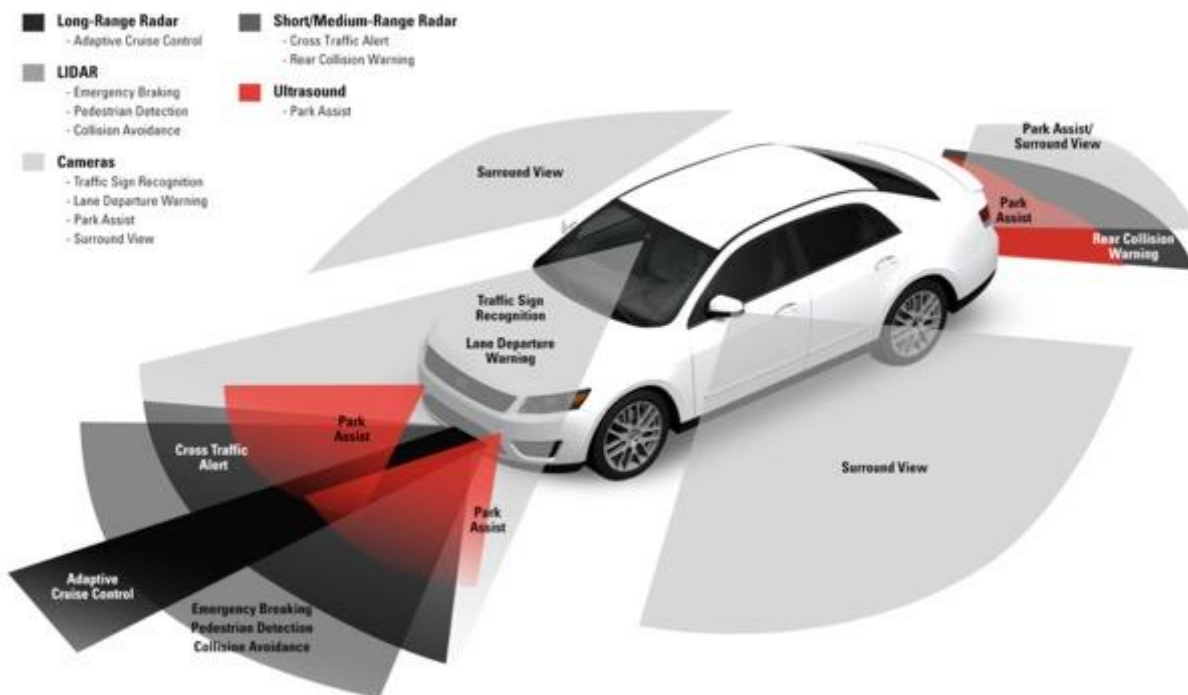 Long-Range Radar
- Adaptive Cruise Control
LIDAR
- Emergency Braking
- Pedestrian Detection
- Collision Avoidance
Cameras
- Traffic Sign Recognition
- Lane Departure Warning
- Park Assist
- Surround View
Short/Medium-Range Radar
- Cross Traffic Alert
- Rear Collision Warning
Ultrasound
- Park Assist
Surround View
Park Assist/
Surround View
Park
Assist
Rear Collision
Warning
Traffic Sign
Recognition
Lane Departure
Warning
Park
Assist
Cross Traffic
Alert
Park
Assist
Surround View
Adaptive
Cruise Control
Emergency Breaking
Pedestrian Detection
Collision Avoidance